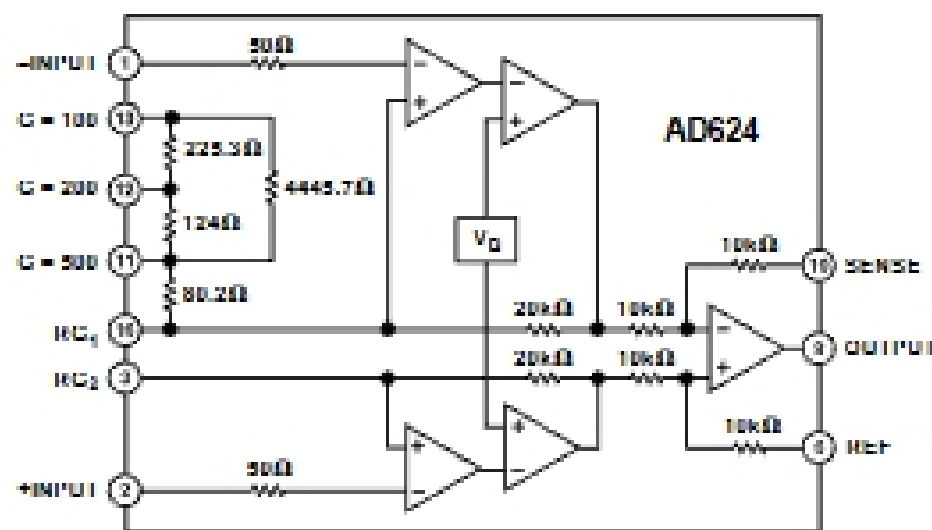 –INPUT 1 50Ω
G = 100 13 225.3Ω
AD624
G = 200 12 4445.7Ω
124Ω
V_B
G = 500 11 10kΩ 10 SENSE
80.2Ω
20kΩ 10kΩ
RG₁ 16
9 OUTPUT
20kΩ 10kΩ
RG₂ 3
10kΩ 6 REF
50Ω
+INPUT 2